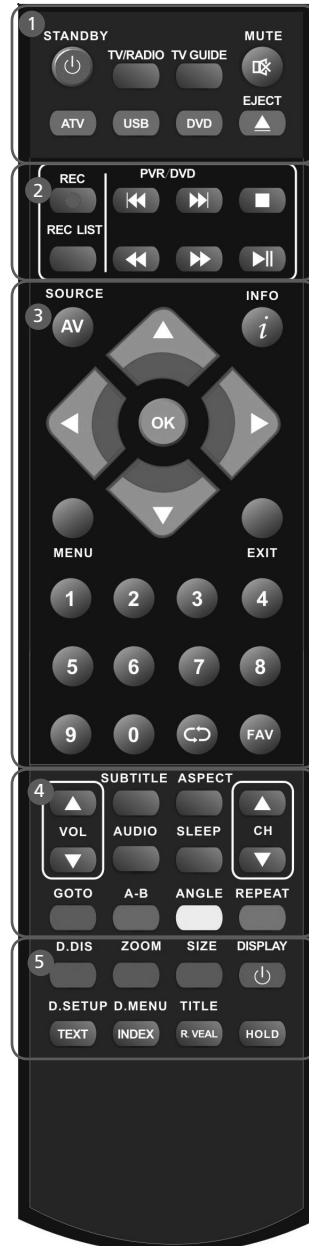 1
STANDBY MUTE
TV/RADIO TV GUIDE
EJECT
ATV USB DVD
2
REC PVR/DVD
REC LIST
SOURCE INFO
3
AV i
OK
MENU EXIT
1 2 3 4
5 6 7 8
9 0 FAV
4
SUBTITLE ASPECT
VOL AUDIO SLEEP CH
GOTO A-B ANGLE REPEAT
5
D.DIS ZOOM SIZE DISPLAY
D.SETUP D.MENU TITLE
TEXT INDEX R.VEAL HOLD